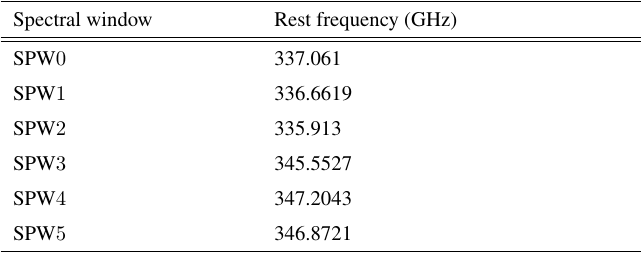 Spectral window Rest frequency (GHz)
SPW0 337.061
SPW1 336.6619
SPW2 335.913
SPW3 345.5527
SPW4 347.2043
SPW5 346.8721